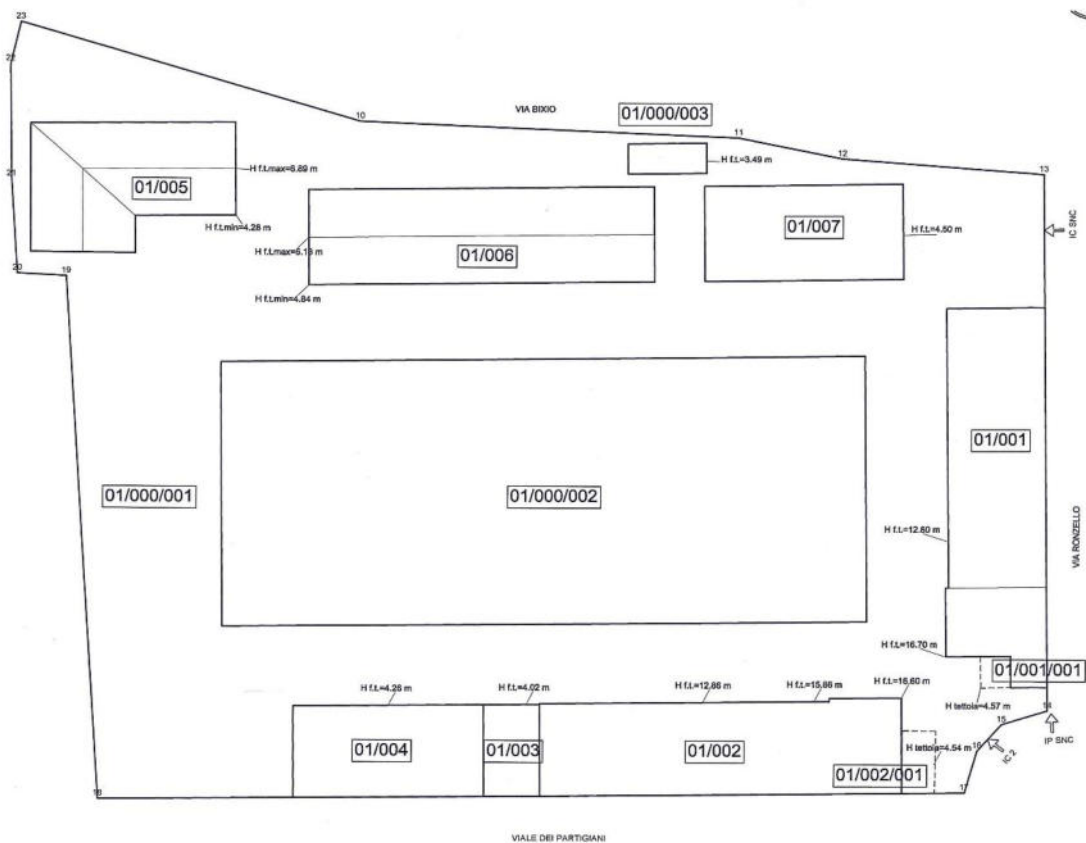 23
22
10
VIA BIXIO
01/000/003
11
12
13
H f.t.=3.49 m
21
H f.t.max=6.89 m
01/005
H f.t.min=4.28 m
01/007
H f.t.=4.50 m
IC SNC
H f.t.max=
01/006
20
19
H f.t.min=4.84 m
01/001
01/000/001
01/000/002
H f.t.=12.60 m
VIA RONZELLO
H f.t.=16.70 m
01/001/001
H f.t.=4.26 m
H f.t.=4.02 m
H f.t.=12.86 m
H f.t.=15.86 m
H f.t.=16.60 m
H tettoia=4.57 m
14
15
IP SNC
16
IC 2
01/004
01/003
01/002
H tettoia=4.54 m
01/002/001
17
18
VIALE DEI PARTIGIANI